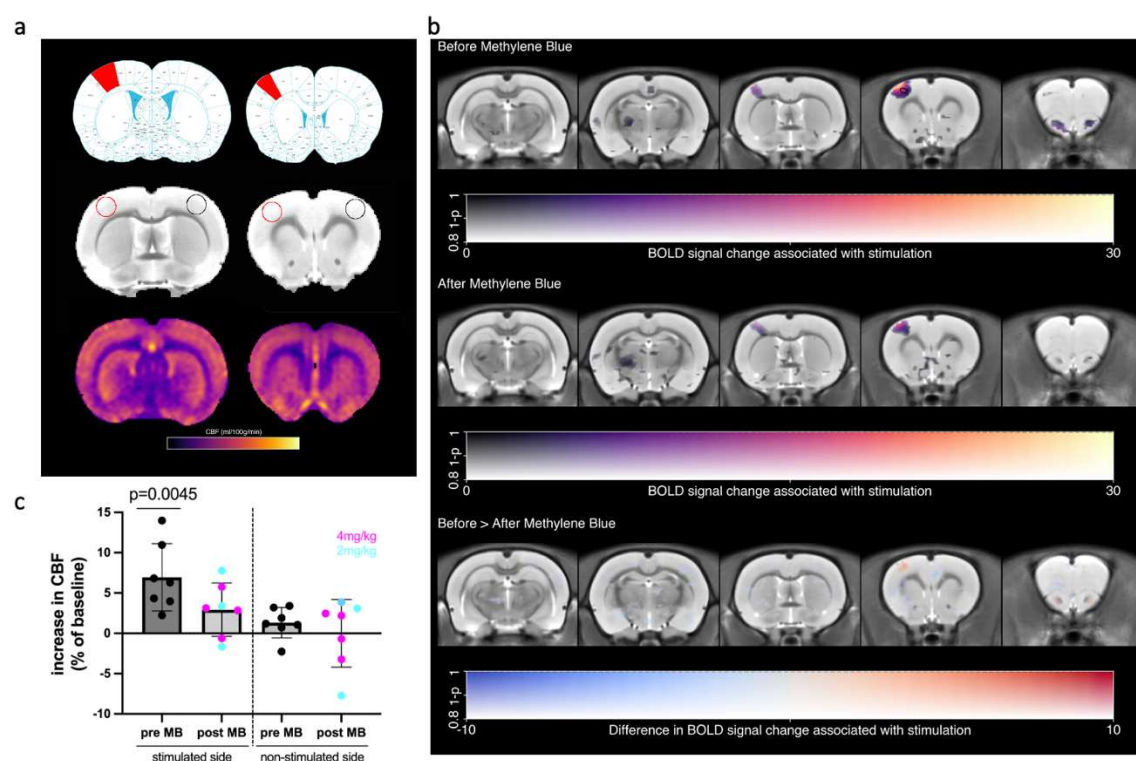 a
CBF (ml/100g/min)
b
Before Methylene Blue
0.8 1-p 1
0
30
BOLD signal change associated with stimulation
After Methylene Blue
0.8 1-p 1
0
30
BOLD signal change associated with stimulation
Before > After Methylene Blue
0.8 1-p 1
-10
10
Difference in BOLD signal change associated with stimulation
c
p=0.0045
increase in CBF
(% of baseline)
15
10
5
0
-5
-10
4mg/kg
2mg/kg
pre MB post MB pre MB post MB
stimulated side non-stimulated side